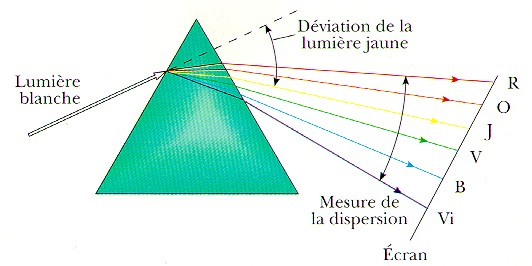 Déviation de la
lumière jaune
Lumière
blanche
R
O
J
V
B
Vi
Mesure de
la dispersion
Écran